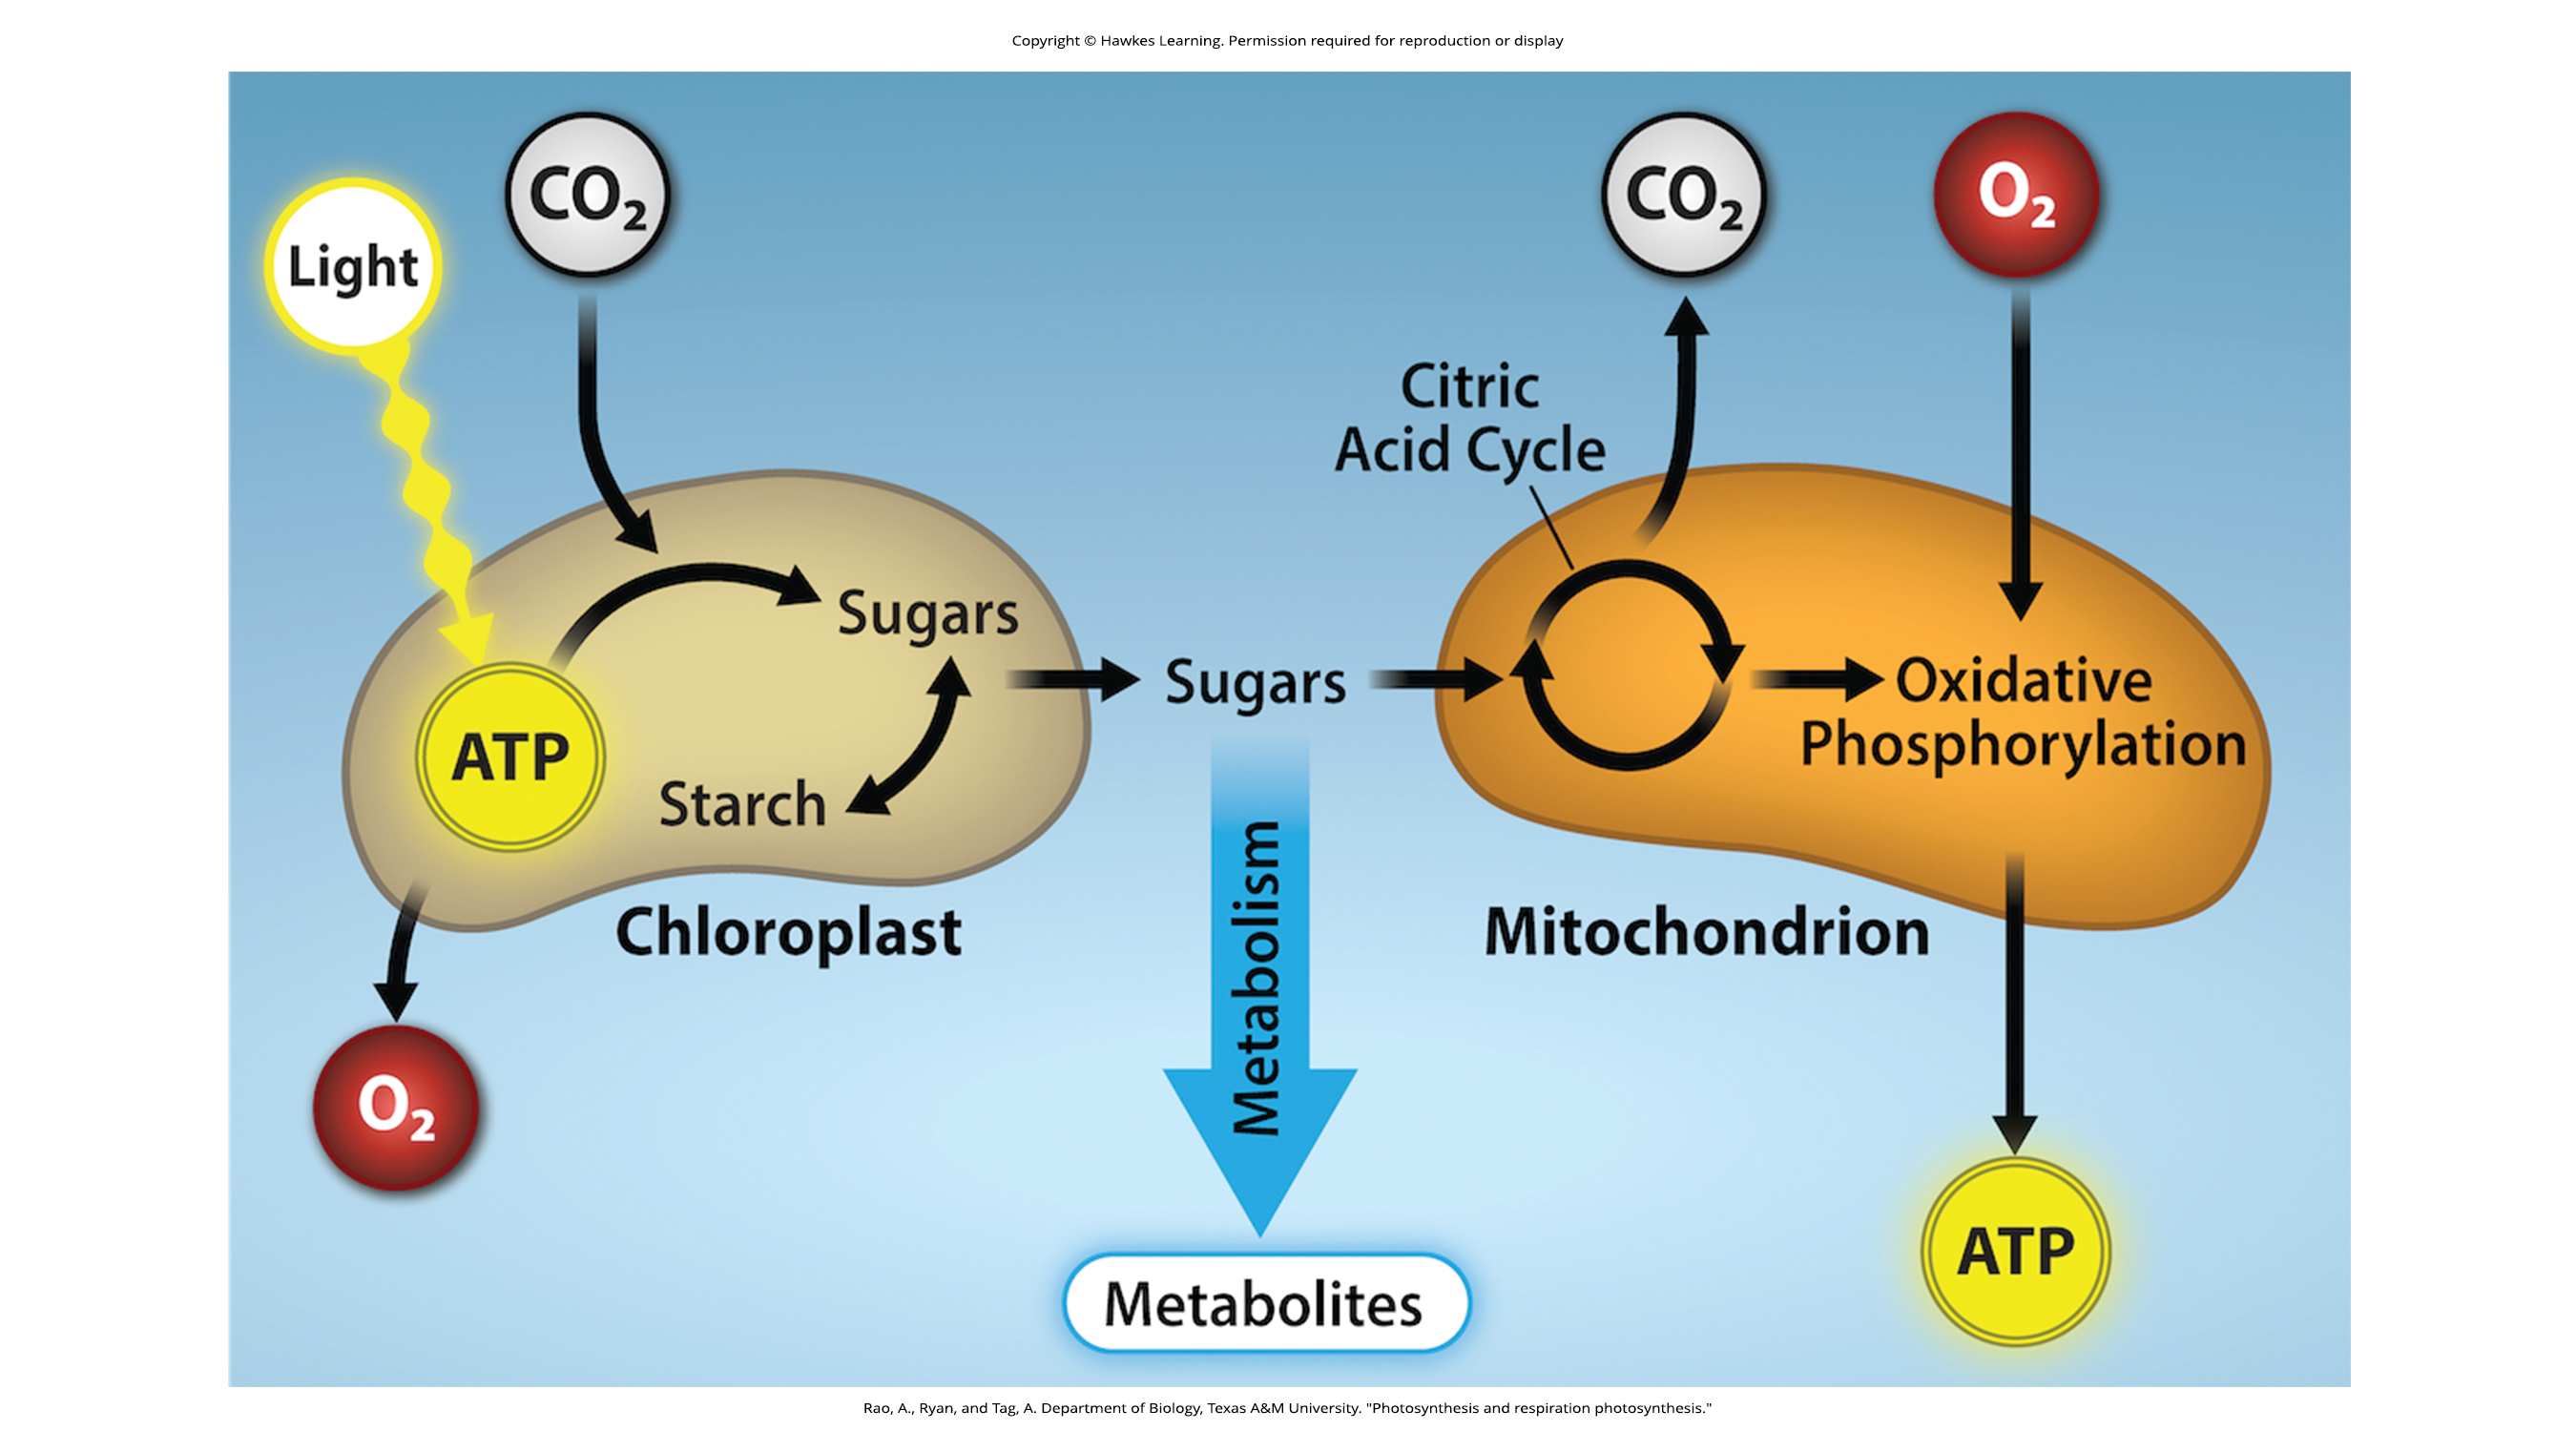 Copyright © Hawkes Learning. Permission required for reproduction or display
Light
CO₂
CO₂
O₂
Citric
Acid Cycle
Sugars
ATP
Starch
Sugars
Oxidative
Phosphorylation
Chloroplast
Metabolism
Mitochondrion
O₂
ATP
Metabolites
Rao, A., Ryan, and Tag, A. Department of Biology, Texas A&M University. "Photosynthesis and respiration photosynthesis."